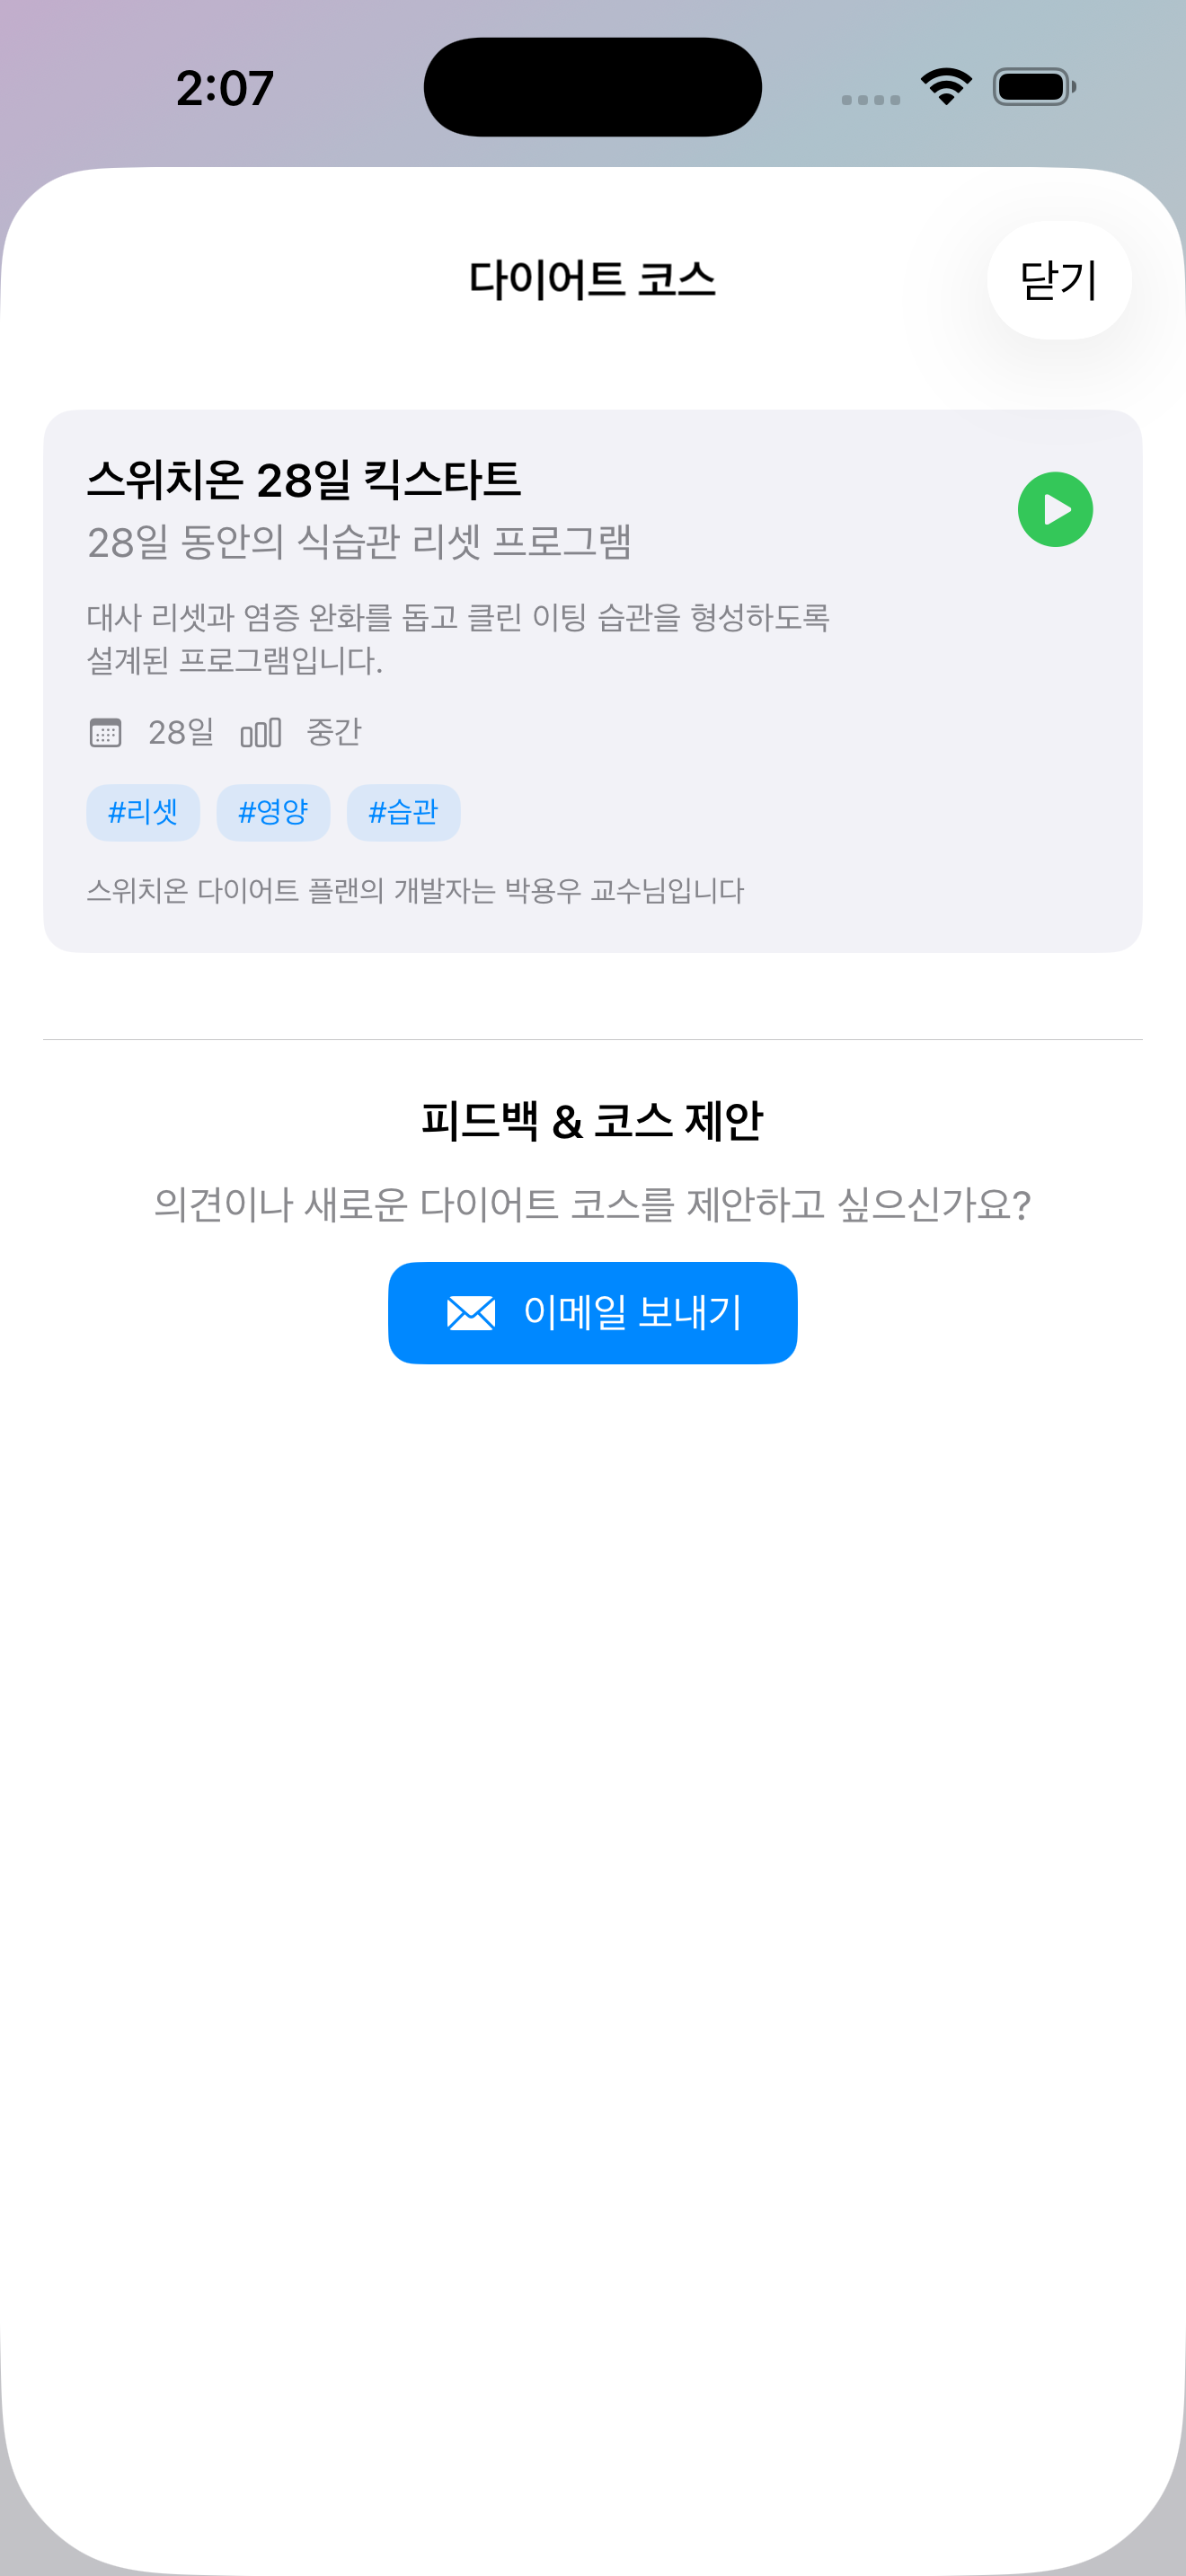 2:07
다이어트 코스
닫기
스위치온 28일 킥스타트
28일 동안의 식습관 리셋 프로그램
대사 리셋과 염증 완화를 돕고 클린 이팅 습관을 형성하도록
설계된 프로그램입니다.
28일 중간
#리셋 #영양 #습관
스위치온 다이어트 플랜의 개발자는 박용우 교수님입니다
피드백 & 코스 제안
의견이나 새로운 다이어트 코스를 제안하고 싶으신가요?
이메일 보내기